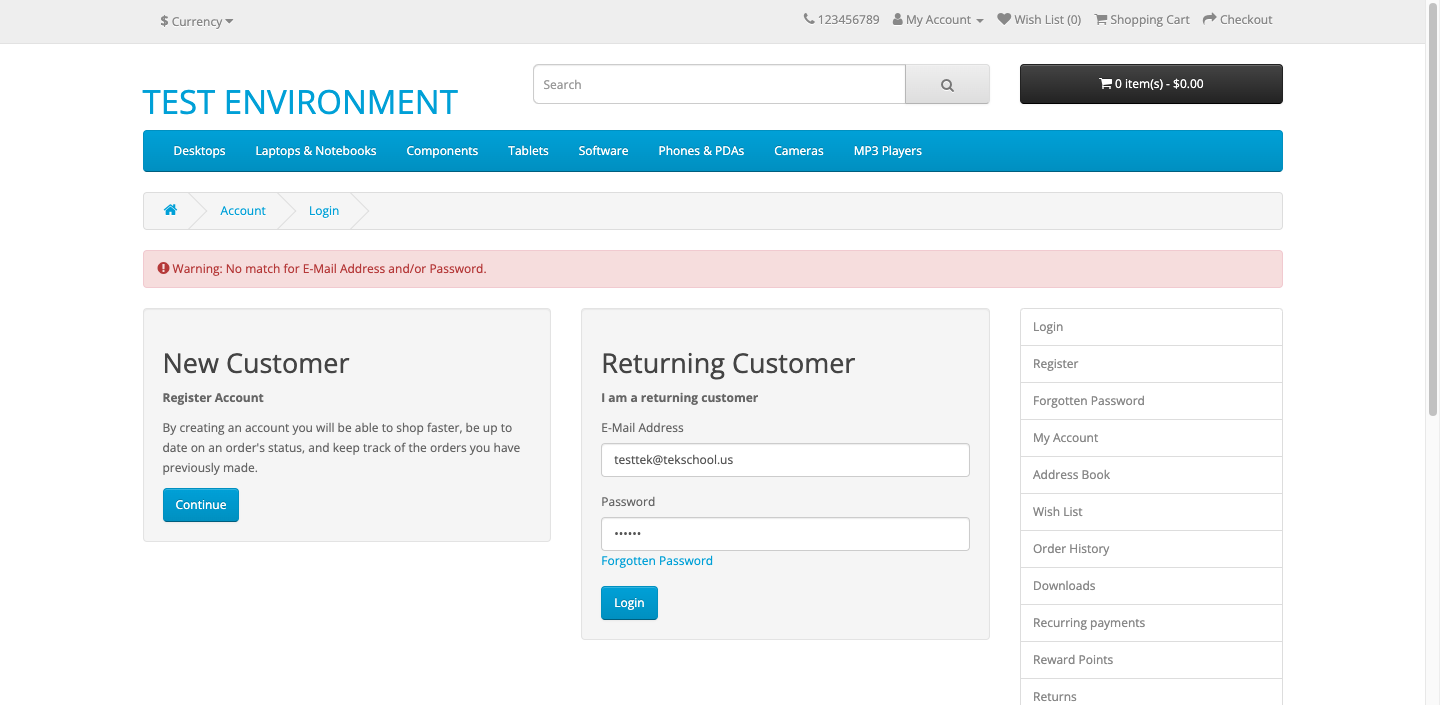 $ Currency
123456789 My Account Wish List (0) Shopping Cart Checkout
TEST ENVIRONMENT
Search
0 item(s) - $0.00
Desktops Laptops & Notebooks Components Tablets Software Phones & PDAs Cameras MP3 Players
Account Login
Warning: No match for E-Mail Address and/or Password.
New Customer
Register Account
By creating an account you will be able to shop faster, be up to
date on an order's status, and keep track of the orders you have
previously made.
Continue
Returning Customer
I am a returning customer
E-Mail Address
testtek@tekschool.us
Password
••••••
Forgotten Password
Login
Login
Register
Forgotten Password
My Account
Address Book
Wish List
Order History
Downloads
Recurring payments
Reward Points
Returns